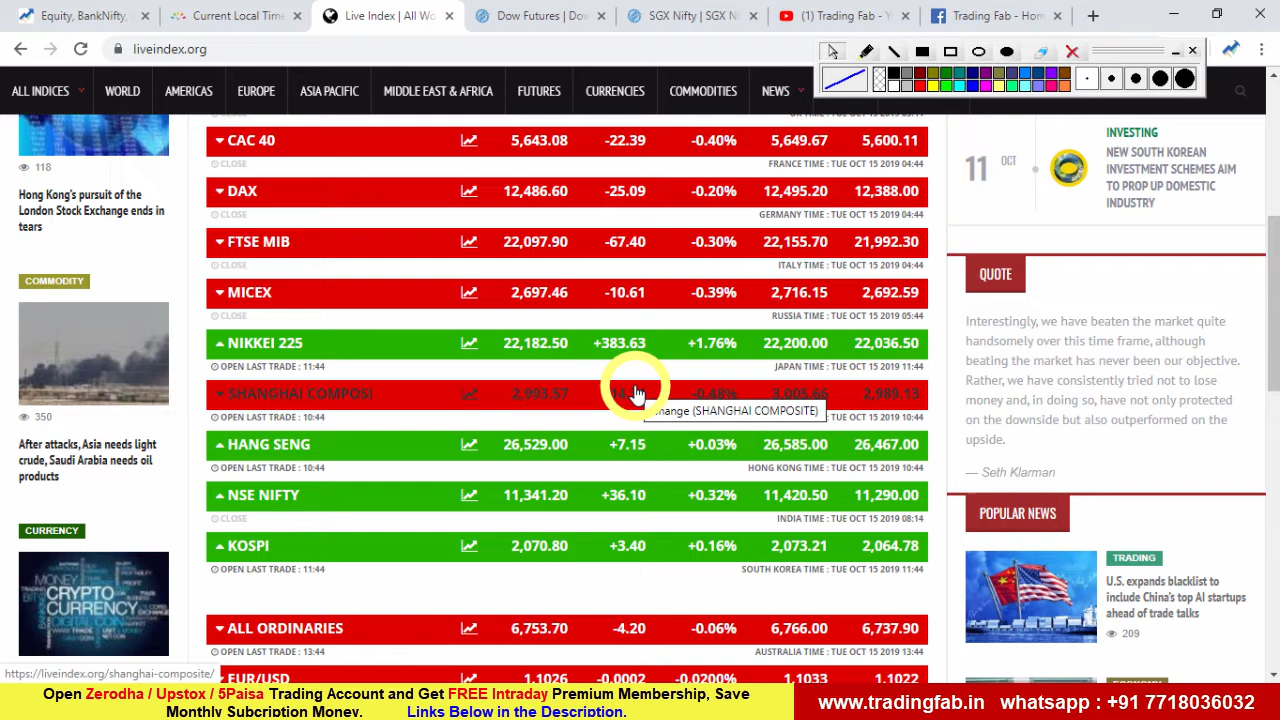 Equity, BankNifty,
Current Local Time
Live Index | All Wo
Dow Futures | Dow
SGX Nifty | SGX N
(1) Trading Fab - Y
Trading Fab - Hom
liveindex.org
ALL INDICES
WORLD
AMERICAS
EUROPE
ASIA PACIFIC
MIDDLE EAST & AFRICA
FUTURES
CURRENCIES
COMMODITIES
NEWS
118
Hong Kong's pursuit of the
London Stock Exchange ends in
tears
COMMODITY
350
After attacks, Asia needs light
crude, Saudi Arabia needs oil
products
CURRENCY
CRYPTO
CURRENCY
CAC 40 5,643.08 -22.39 -0.40% 5,649.67 5,600.11
CLOSE FRANCE TIME : TUE OCT 15 2019 04:44
DAX 12,486.60 -25.09 -0.20% 12,495.20 12,388.00
CLOSE GERMANY TIME : TUE OCT 15 2019 04:44
FTSE MIB 22,097.90 -67.40 -0.30% 22,155.70 21,992.30
CLOSE ITALY TIME : TUE OCT 15 2019 04:44
MICEX 2,697.46 -10.61 -0.39% 2,716.15 2,692.59
CLOSE RUSSIA TIME : TUE OCT 15 2019 05:44
NIKKEI 225 22,182.50 +383.63 +1.76% 22,200.00 22,036.50
OPEN LAST TRADE : 11:44 JAPAN TIME : TUE OCT 15 2019 11:44
SHANGHAI COMPOSI 2,993.57 -0.48% 3,005.66 2,989.13
hange (SHANGHAI COMPOSITE)
OPEN LAST TRADE : 10:44 : TUE OCT 15 2019 10:44
HANG SENG 26,529.00 +7.15 +0.03% 26,585.00 26,467.00
OPEN LAST TRADE : 10:44 HONG KONG TIME : TUE OCT 15 2019 10:44
NSE NIFTY 11,341.20 +36.10 +0.32% 11,420.50 11,290.00
CLOSE INDIA TIME : TUE OCT 15 2019 08:14
KOSPI 2,070.80 +3.40 +0.16% 2,073.21 2,064.78
OPEN LAST TRADE : 11:44 SOUTH KOREA TIME : TUE OCT 15 2019 11:44
ALL ORDINARIES 6,753.70 -4.20 -0.06% 6,766.00 6,737.90
OPEN LAST TRADE : 13:44 AUSTRALIA TIME : TUE OCT 15 2019 13:44
EUR/USD 1.1026 -0.0002 -0.0200% 1.1033 1.1022
11 OCT
INVESTING
NEW SOUTH KOREAN
INVESTMENT SCHEMES AIM
TO PROP UP DOMESTIC
INDUSTRY
QUOTE
Interestingly, we have beaten the market quite
handsomely over this time frame, although
beating the market has never been our objective.
Rather, we have consistently tried not to lose
money and, in doing so, have not only protected
on the downside but also outperformed on the
upside.
— Seth Klarman
POPULAR NEWS
TRADING
U.S. expands blacklist to
include China's top AI startups
ahead of trade talks
209
https://liveindex.org/shanghai-composite/
Open Zerodha / Upstox / 5Paisa Trading Account and Get FREE Intraday Premium Membership, Save
Monthly Subcription Money. Links Below in the Description.
www.tradingfab.in whatsapp : +91 7718036032